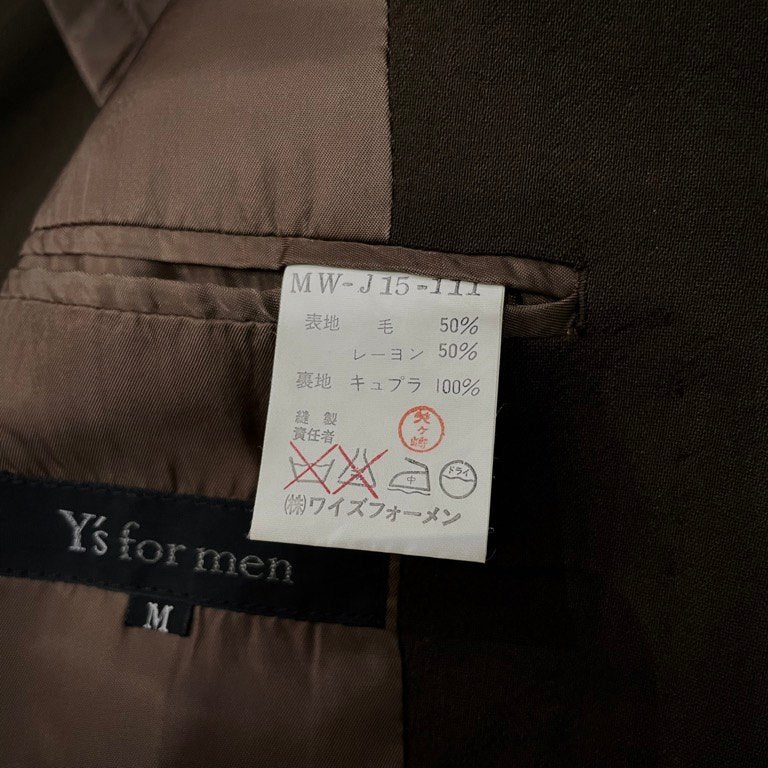 MW-J15-111
表地 毛 50%
レーヨン 50%
裏地 キュプラ 100%
縫製
責任者
中 ドライ
(株)ワイズフォーメン
Y's for men
M